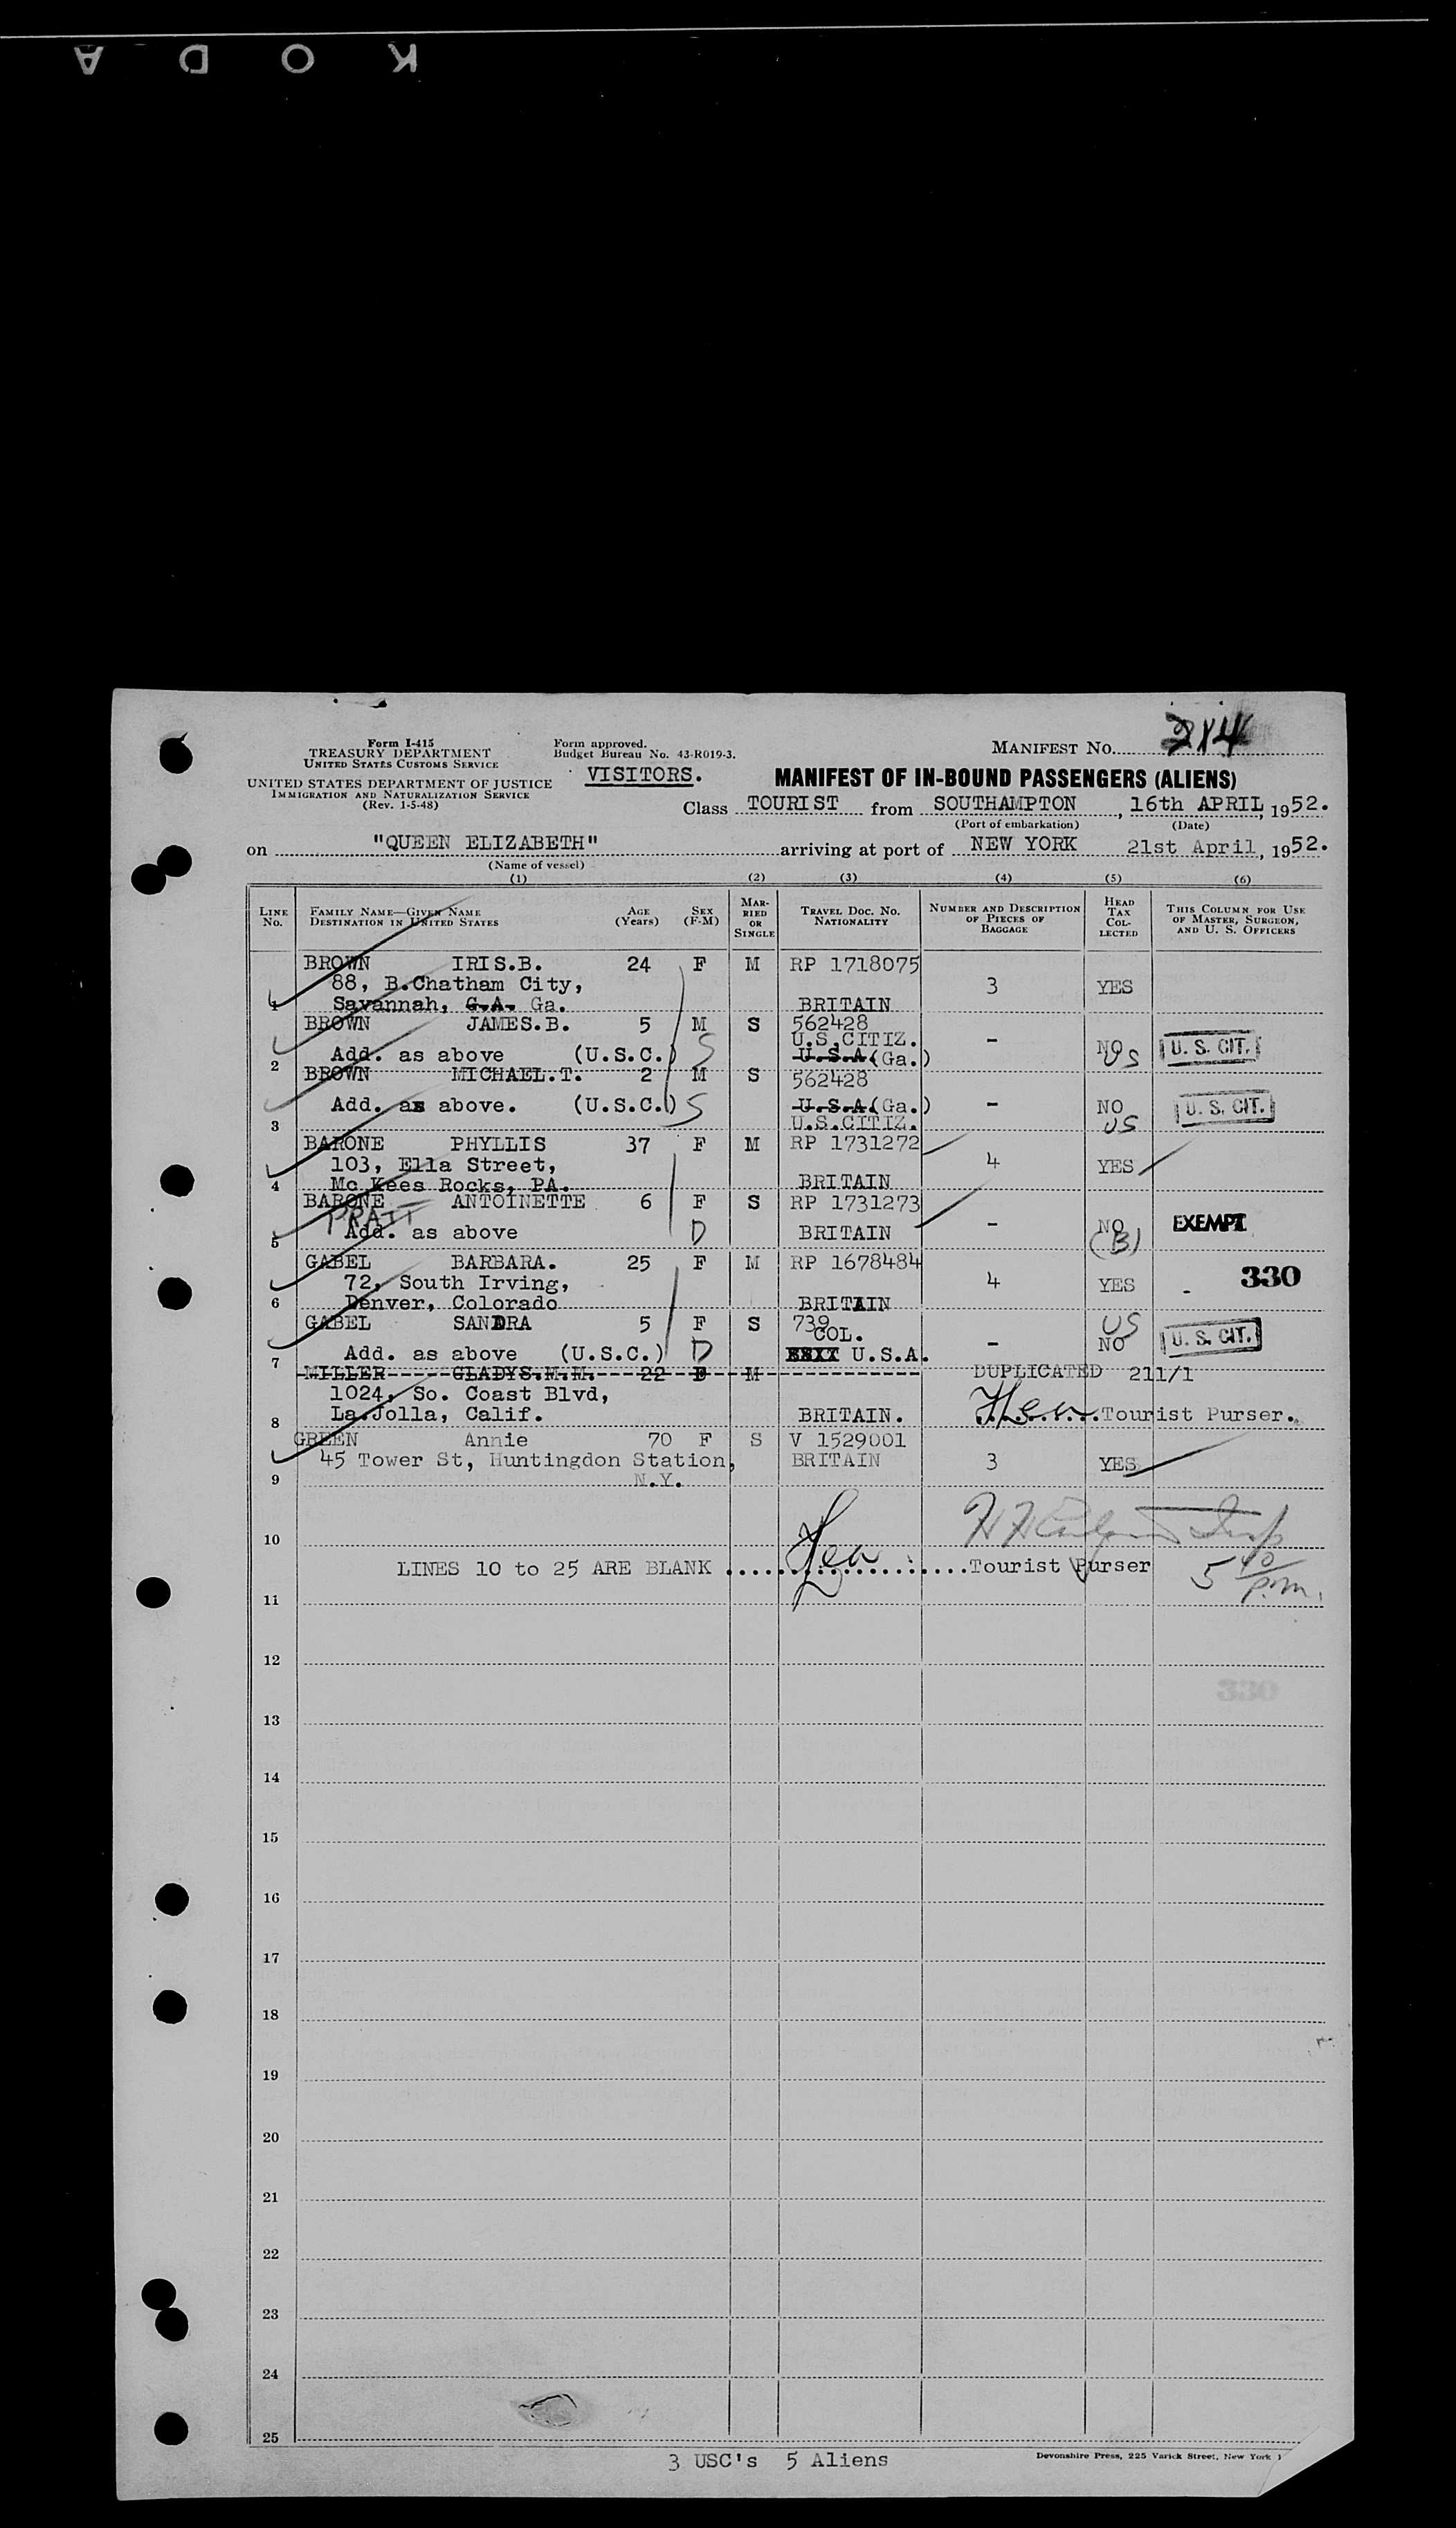 KODA
Form I-415
TREASURY DEPARTMENT
UNITED STATES CUSTOMS SERVICE
UNITED STATES DEPARTMENT OF JUSTICE
IMMIGRATION AND NATURALIZATION SERVICE
(Rev. 1-5-48)
Form approved.
Budget Bureau No. 43-R019-3.
VISITORS.
MANIFEST NO. 214
MANIFEST OF IN-BOUND PASSENGERS (ALIENS)
Class TOURIST from SOUTHAMPTON, 16th APRIL, 1952.
(Port of embarkation) (Date)
on "QUEEN ELIZABETH" arriving at port of NEW YORK 21st April, 1952.
(Name of vessel)
(1) (2) (3) (4) (5) (6)
LINE NO. FAMILY NAME—GIVEN NAME DESTINATION IN UNITED STATES AGE (Years) SEX (F-M) MARRIED OR SINGLE TRAVEL DOC. NO. NATIONALITY NUMBER AND DESCRIPTION OF PIECES OF BAGGAGE HEAD TAX COLLECTED THIS COLUMN FOR USE OF MASTER, SURGEON, AND U. S. OFFICERS
BROWN IRIS.B. 24 F M RP 1718075
88, B.Chatham City, 3 YES
1 Savannah, G.A. Ga. BRITAIN
BROWN JAMES.B. 5 M S 562428
U.S.CITIZ.
2 Add. as above (U.S.C.) S U.S.A.(Ga.) - NO US U. S. CIT.
BROWN MICHAEL.T. 2 M S 562428
Add. as above. (U.S.C.) S U.S.A.(Ga.) - NO U. S. CIT.
3 U.S.CITIZ. US
BARONE PHYLLIS 37 F M RP 1731272
103, Ella Street, 4 YES
4 Mc Kees Rocks, PA. BRITAIN
BARONE ANTOINETTE 6 F S RP 1731273
PRATT
5 Add. as above D BRITAIN - NO (B) EXEMPT
GABEL BARBARA. 25 F M RP 1678484
72, South Irving, 4 YES - 330
6 Denver, Colorado BRITAIN
GABEL SANDRA 5 F S 739 US
COL.
7 Add. as above (U.S.C.) D U.S.A. - NO U. S. CIT.
MILLER GLADYS.M.M. 22 F M DUPLICATED 211/1
1024, So. Coast Blvd,
8 La.Jolla, Calif. BRITAIN. Tourist Purser.
GREEN Annie 70 F S V 1529001
45 Tower St, Huntingdon Station, BRITAIN 3 YES
9 N.Y.
10
LINES 10 to 25 ARE BLANK Tourist Purser 5 40 p.m.
11
12
330
13
14
15
16
17
18
19
20
21
22
23
24
25
3 USC's 5 Aliens
Devonshire Press, 225 Varick Street, New York